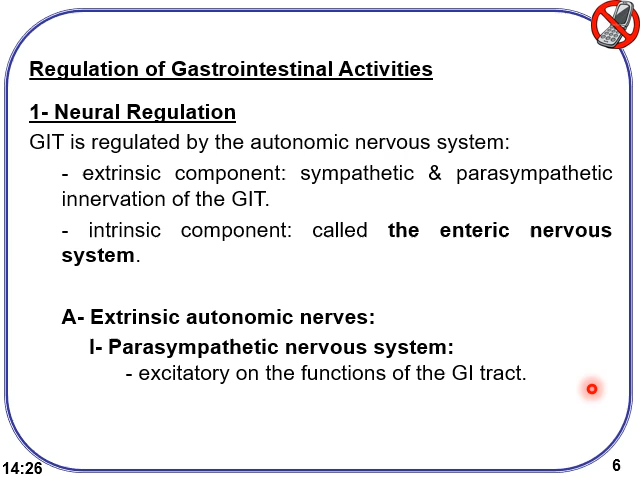 Regulation of Gastrointestinal Activities
1- Neural Regulation
GIT is regulated by the autonomic nervous system:
- extrinsic component: sympathetic & parasympathetic
innervation of the GIT.
- intrinsic component: called the enteric nervous
system.
A- Extrinsic autonomic nerves:
I- Parasympathetic nervous system:
- excitatory on the functions of the GI tract.
14:26
6